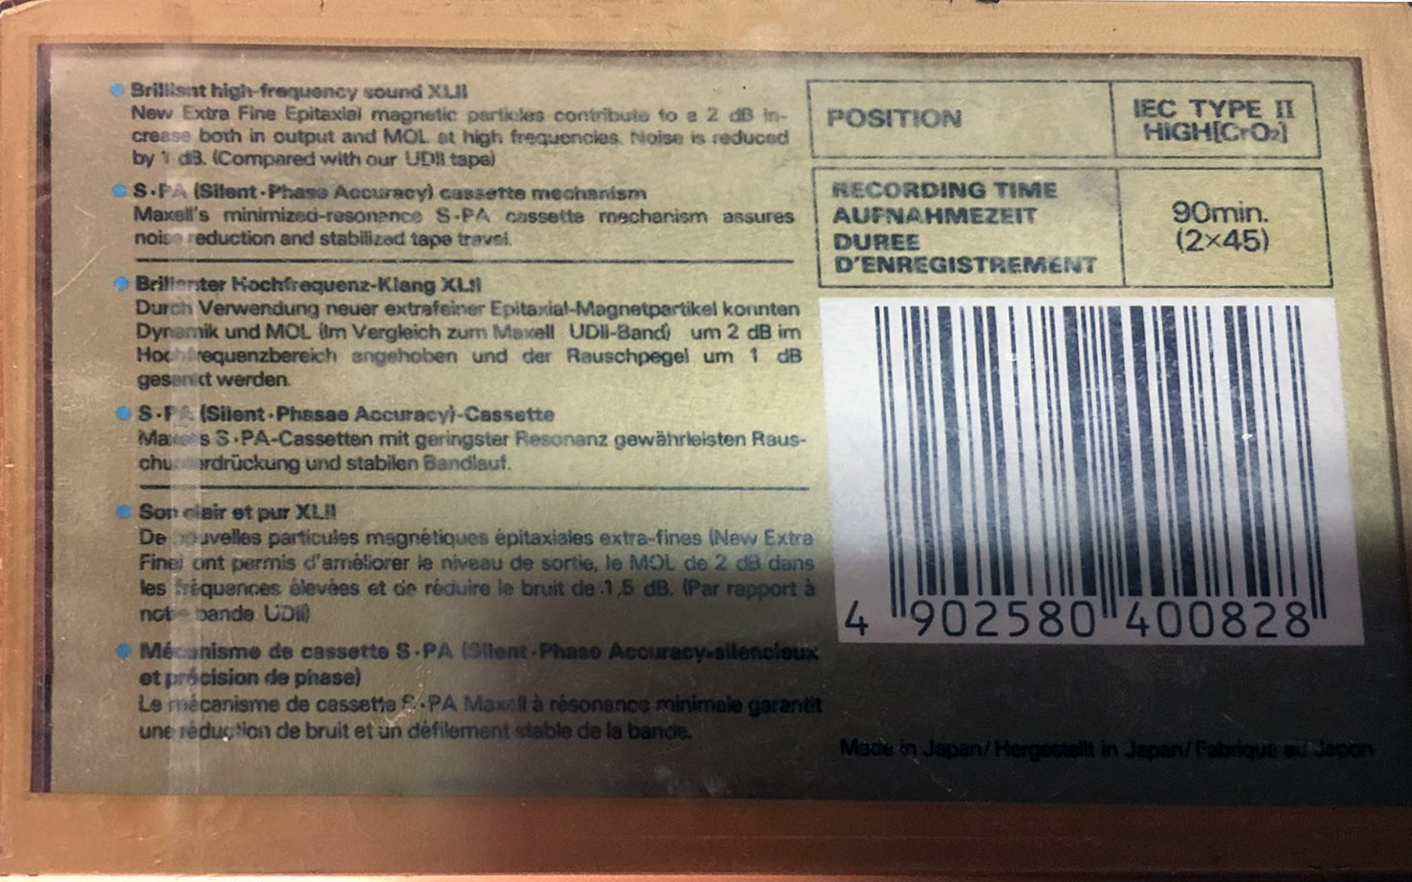 Brilliant high-frequency sound XLII
New Extra Fine Epitaxial magnetic particles contribute to a 2 dB in-
crease both in output and MOL at high frequencies. Noise is reduced
by 1 dB. (Compared with our UDII tape)
S·PA (Silent·Phase Accuracy) cassette mechanism
Maxell's minimized-resonance S·PA cassette mechanism assures
noise reduction and stabilized tape travel.
Brillanter Hochfrequenz-Klang XLII
Durch Verwendung neuer extrafeiner Epitaxial-Magnetpartikel konnten
Dynamik und MOL (Im Vergleich zum Maxell UDII-Band) um 2 dB im
Hochfrequenzbereich angehoben und der Rauschpegel um 1 dB
gesenkt werden.
S·PA (Silent·Phasae Accuracy)-Cassette
Maxells S·PA-Cassetten mit geringster Resonanz gewährleisten Raus-
chunterdrückung und stabilen Bandlauf.
Son clair et pur XLII
De nouvelles particules magnétiques épitaxiales extra-fines (New Extra
Fine) ont permis d'améliorer le niveau de sortie, le MOL de 2 dB dans
les fréquences élevées et de réduire le bruit de 1,5 dB. (Par rapport à
notre bande UDII)
Mécanisme de cassette S·PA (Silent·Phase Accuracy-silencieux
et précision de phase)
Le mécanisme de cassette S·PA Maxell à résonance minimale garantit
une réduction de bruit et un défilement stable de la bande.
POSITION
IEC TYPE II
HIGH[CrO₂]
RECORDING TIME
AUFNAHMEZEIT
DUREE
D'ENREGISTREMENT
90min.
(2×45)
4 902580 400828
Made in Japan/Hergestellt in Japan/Fabrique au Japon